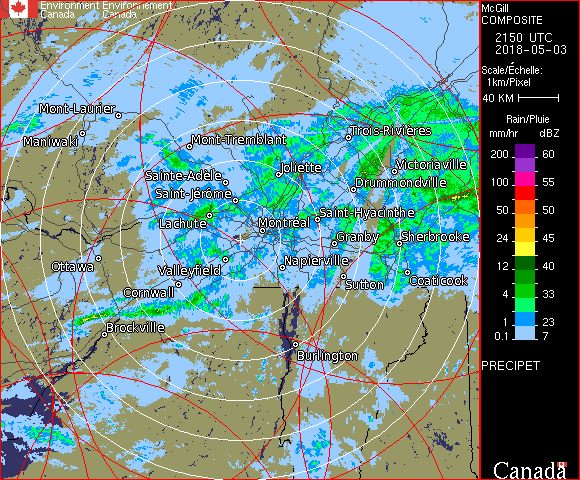 Environment Environnement
Canada Canada
McGill
COMPOSITE
2150 UTC
2018-05-03
Scale/Échelle:
1km/Pixel
40 KM
Rain/Pluie
mm/hr dBZ
200 60
100 55
50 50
24 45
12 40
4 33
1 23
0.1 7
PRECIPET
Canada
Mont-Laurier
Maniwaki
Mont-Tremblant
Trois-Rivières
Joliette
Victoriaville
Sainte-Adèle
Drummondville
Saint-Jérôme
Saint-Hyacinthe
Lachute
Montréal
Granby
Sherbrooke
Ottawa
Valleyfield
Napierville
Sutton
Coaticook
Cornwall
Brockville
Burlington